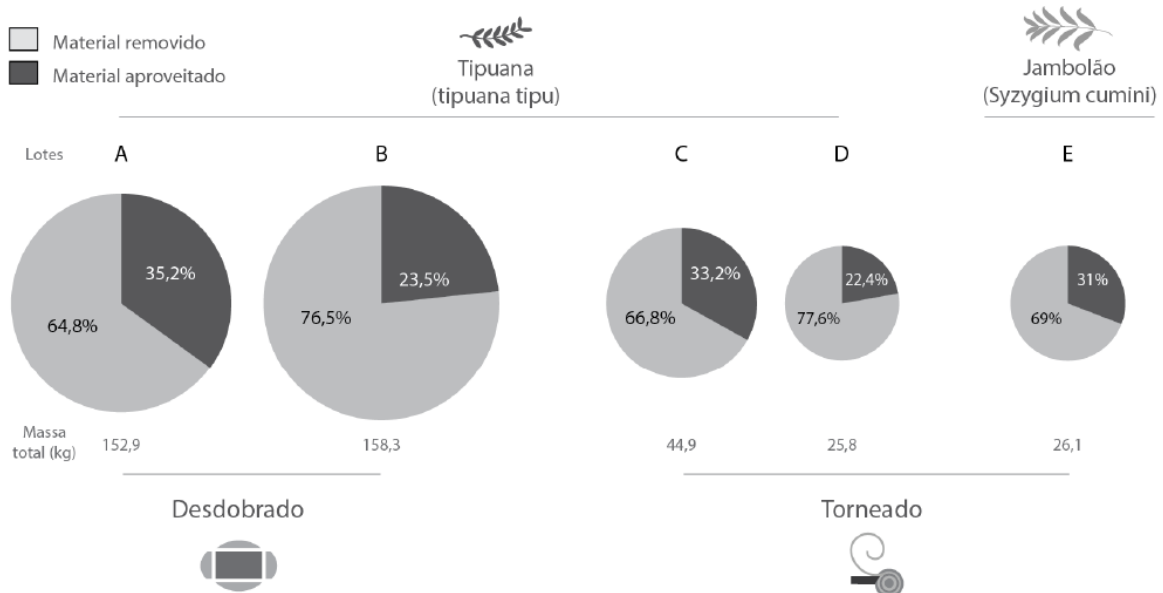 Material removido
Material aproveitado
Tipuana
(tipuana tipu)
Jambolão
(Syzygium cumini)
Lotes A B C D E
35,2%
64,8%
23,5%
76,5%
33,2%
66,8%
22,4%
77,6%
31%
69%
Massa
total (kg)
152,9 158,3 44,9 25,8 26,1
Desdobrado
Torneado